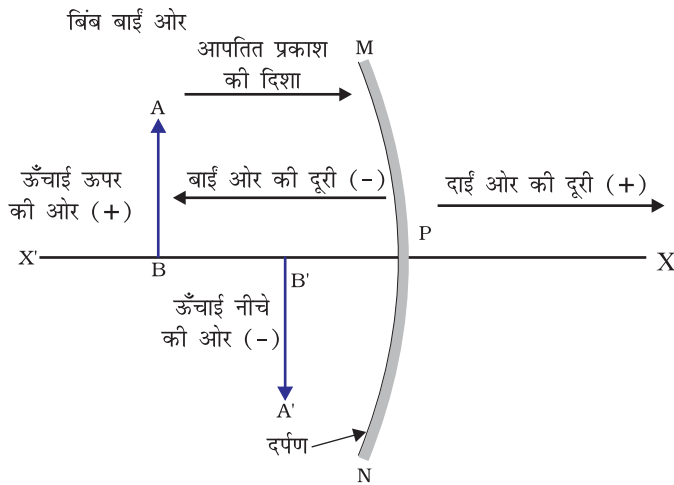 बिंब बाईं ओर
आपतित प्रकाश
की दिशा
M
A
ऊँचाई ऊपर
की ओर (+)
बाईं ओर की दूरी (−)
दाईं ओर की दूरी (+)
P
X'
B
B'
X
ऊँचाई नीचे
की ओर (−)
A'
दर्पण
N